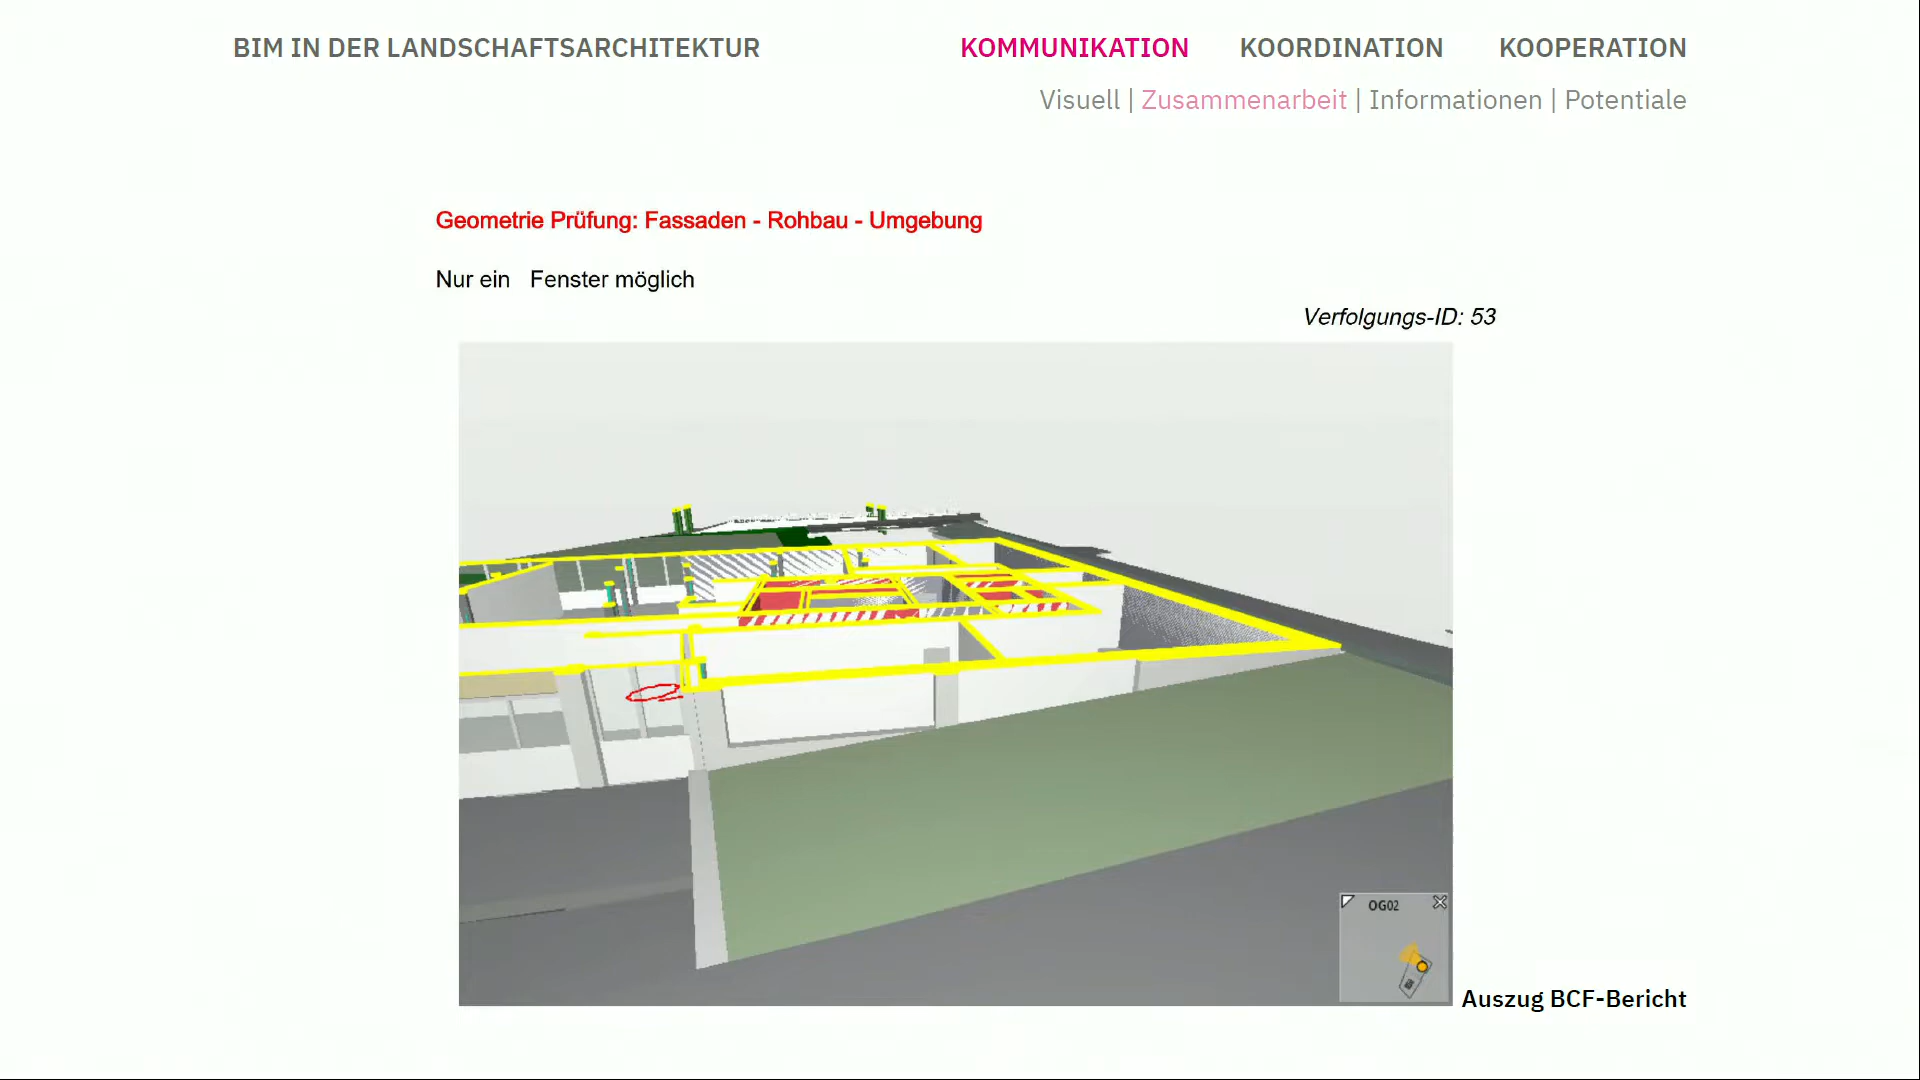 BIM IN DER LANDSCHAFTSARCHITEKTUR KOMMUNIKATION KOORDINATION KOOPERATION
Visuell | Zusammenarbeit | Informationen | Potentiale
Geometrie Prüfung: Fassaden - Rohbau - Umgebung
Nur ein Fenster möglich
Verfolgungs-ID: 53
OG02
Auszug BCF-Bericht